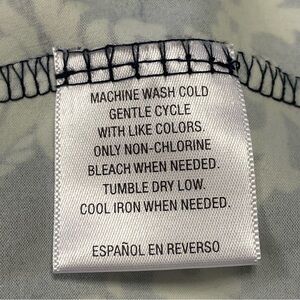 MACHINE WASH COLD
GENTLE CYCLE
WITH LIKE COLORS.
ONLY NON-CHLORINE
BLEACH WHEN NEEDED.
TUMBLE DRY LOW.
COOL IRON WHEN NEEDED.
ESPAÑOL EN REVERSO